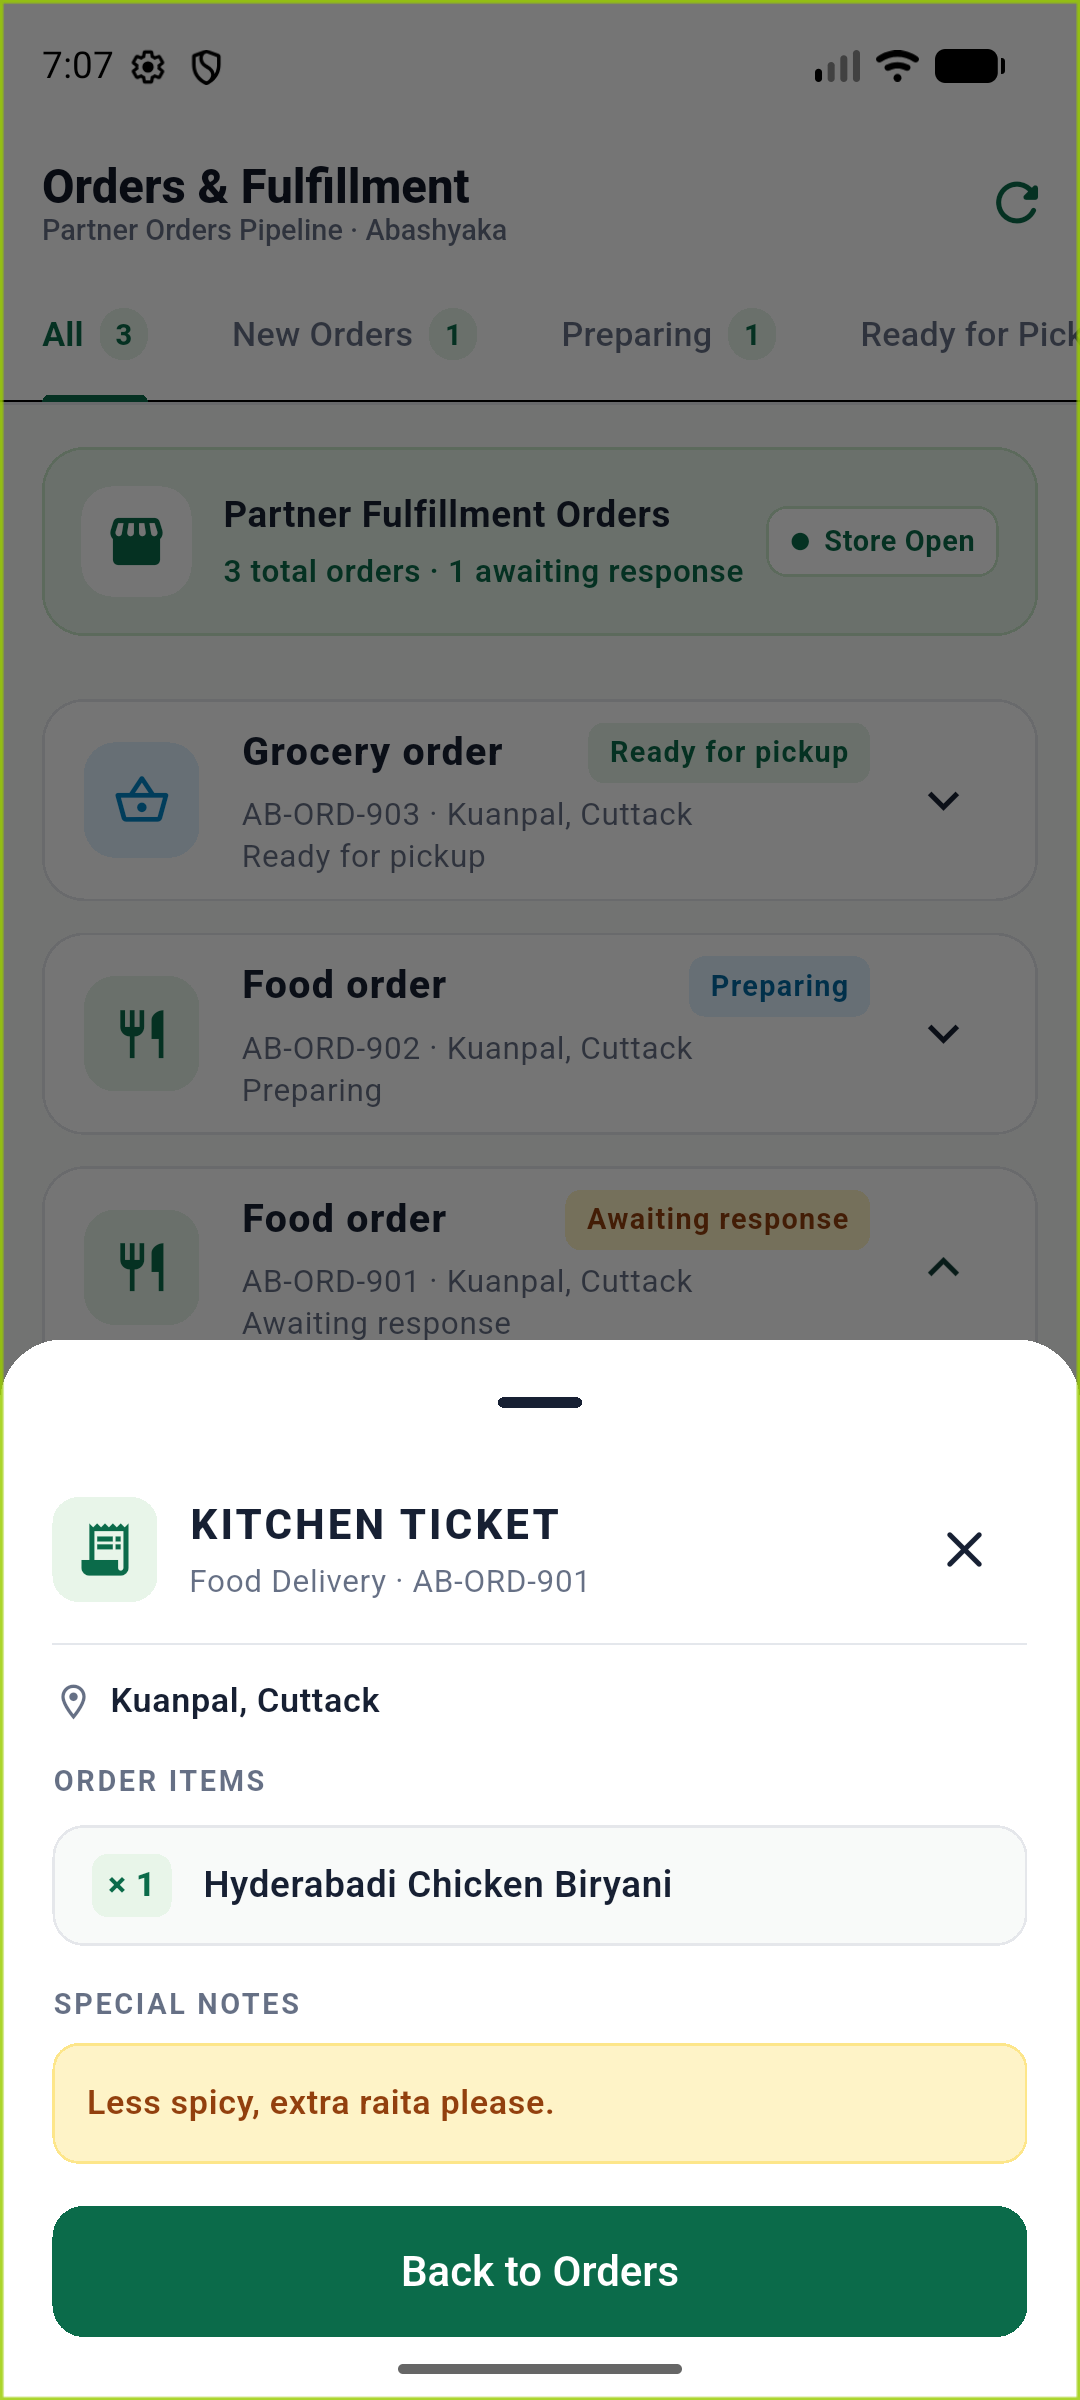 7:07
Orders & Fulfillment
Partner Orders Pipeline · Abashyaka
All 3 New Orders 1 Preparing 1 Ready for Pick
Partner Fulfillment Orders
3 total orders · 1 awaiting response
Store Open
Grocery order
Ready for pickup
AB-ORD-903 · Kuanpal, Cuttack
Ready for pickup
Food order
Preparing
AB-ORD-902 · Kuanpal, Cuttack
Preparing
Food order
Awaiting response
AB-ORD-901 · Kuanpal, Cuttack
Awaiting response
KITCHEN TICKET
Food Delivery · AB-ORD-901
Kuanpal, Cuttack
ORDER ITEMS
× 1 Hyderabadi Chicken Biryani
SPECIAL NOTES
Less spicy, extra raita please.
Back to Orders